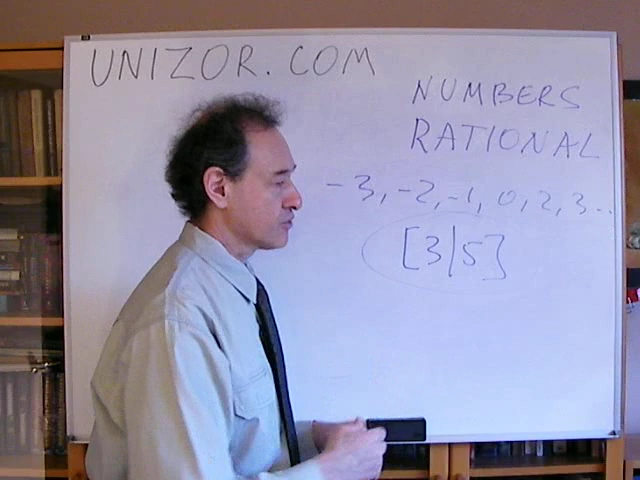 UNIZOR.COM
NUMBERS
RATIONAL
-3, -2, -1, 0, 2, 3...
[3|5]